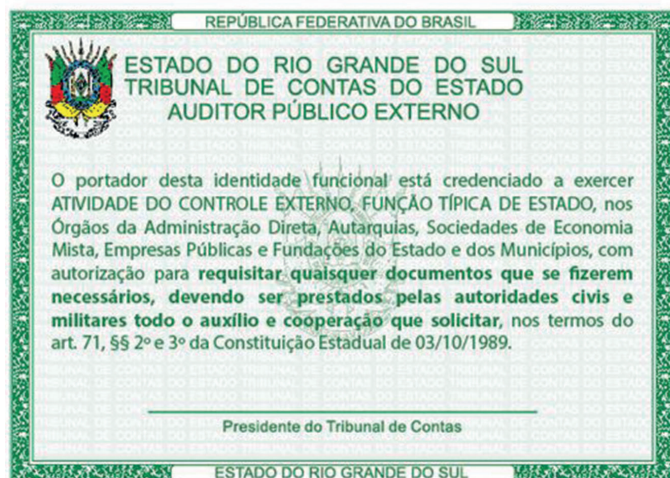 REPÚBLICA FEDERATIVA DO BRASIL
ESTADO DO RIO GRANDE DO SUL
TRIBUNAL DE CONTAS DO ESTADO
AUDITOR PÚBLICO EXTERNO
O portador desta identidade funcional está credenciado a exercer
ATIVIDADE DO CONTROLE EXTERNO, FUNÇÃO TÍPICA DE ESTADO, nos
Órgãos da Administração Direta, Autarquias, Sociedades de Economia
Mista, Empresas Públicas e Fundações do Estado e dos Municípios, com
autorização para requisitar quaisquer documentos que se fizerem
necessários, devendo ser prestados pelas autoridades civis e
militares todo o auxílio e cooperação que solicitar, nos termos do
art. 71, §§ 2º e 3º da Constituição Estadual de 03/10/1989.
Presidente do Tribunal de Contas
ESTADO DO RIO GRANDE DO SUL